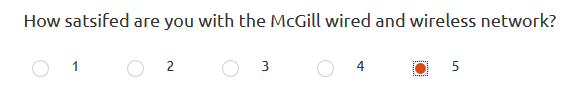 How satsifed are you with the McGill wired and wireless network?
1 2 3 4 5